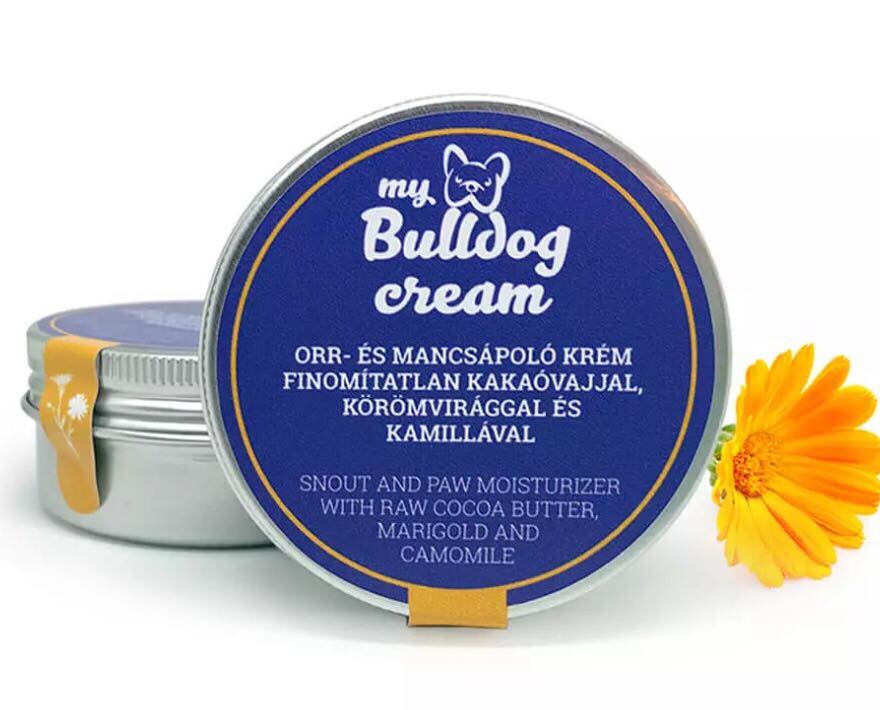 my
Bulldog
cream
ORR- ÉS MANCSÁPOLÓ KRÉM
FINOMÍTATLAN KAKAÓVAJJAL,
KÖRÖMVIRÁGGAL ÉS
KAMILLÁVAL
SNOUT AND PAW MOISTURIZER
WITH RAW COCOA BUTTER,
MARIGOLD AND
CAMOMILE